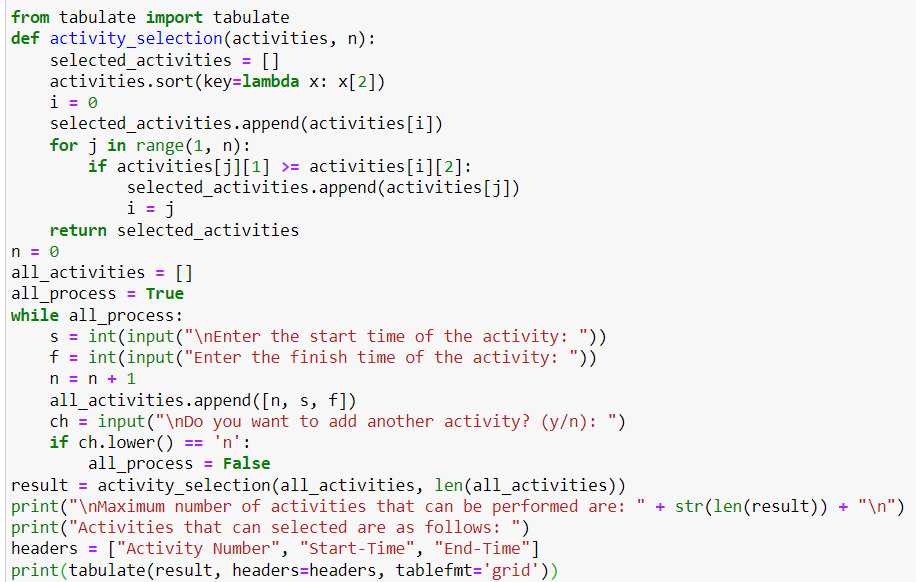 from tabulate import tabulate
def activity_selection(activities, n):
    selected_activities = []
    activities.sort(key=lambda x: x[2])
    i = 0
    selected_activities.append(activities[i])
    for j in range(1, n):
        if activities[j][1] >= activities[i][2]:
            selected_activities.append(activities[j])
            i = j
    return selected_activities
n = 0
all_activities = []
all_process = True
while all_process:
    s = int(input("\nEnter the start time of the activity: "))
    f = int(input("Enter the finish time of the activity: "))
    n = n + 1
    all_activities.append([n, s, f])
    ch = input("\nDo you want to add another activity? (y/n): ")
    if ch.lower() == 'n':
        all_process = False
result = activity_selection(all_activities, len(all_activities))
print("\nMaximum number of activities that can be performed are: " + str(len(result)) + "\n")
print("Activities that can selected are as follows: ")
headers = ["Activity Number", "Start-Time", "End-Time"]
print(tabulate(result, headers=headers, tablefmt='grid'))